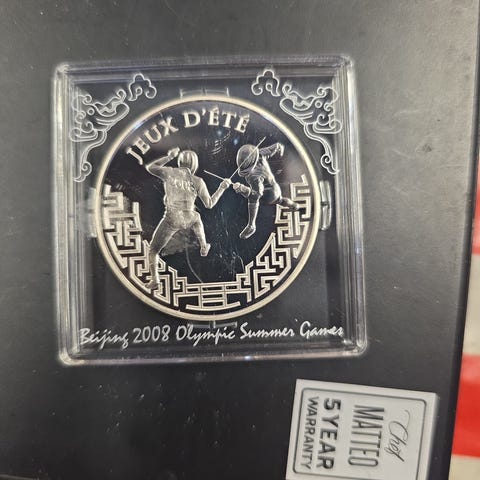 JEUX D'ÉTÉ
Beijing 2008 Olympic Summer Games
Chef
MATTEO
5 YEAR
WARRANTY